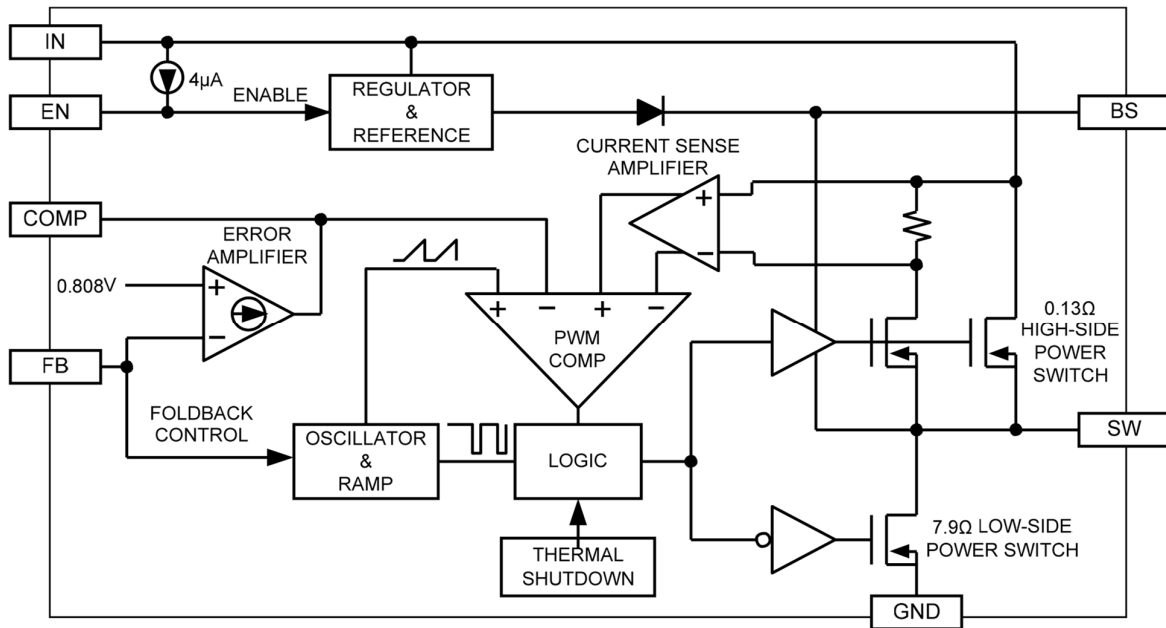 IN
4µA
EN
ENABLE
REGULATOR
&
REFERENCE
BS
CURRENT SENSE
AMPLIFIER
+
−
COMP
ERROR
AMPLIFIER
0.808V
+
−
+
−
+
−
PWM
COMP
0.13Ω
HIGH-SIDE
POWER
SWITCH
FB
FOLDBACK
CONTROL
OSCILLATOR
&
RAMP
LOGIC
SW
THERMAL
SHUTDOWN
7.9Ω LOW-SIDE
POWER SWITCH
GND